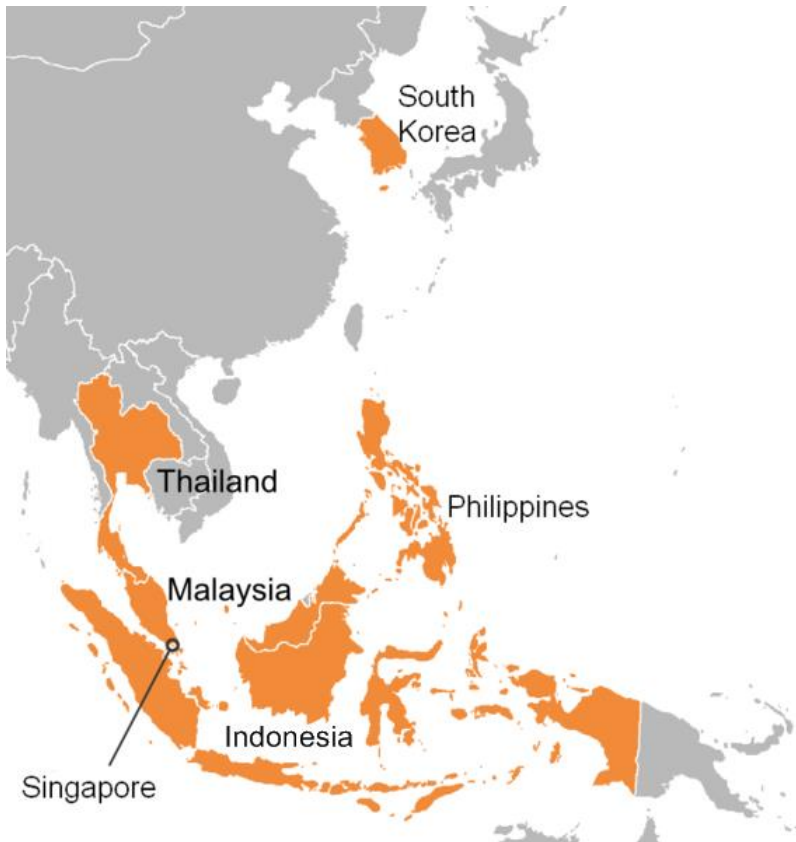 South
Korea
Thailand
Philippines
Malaysia
Indonesia
Singapore